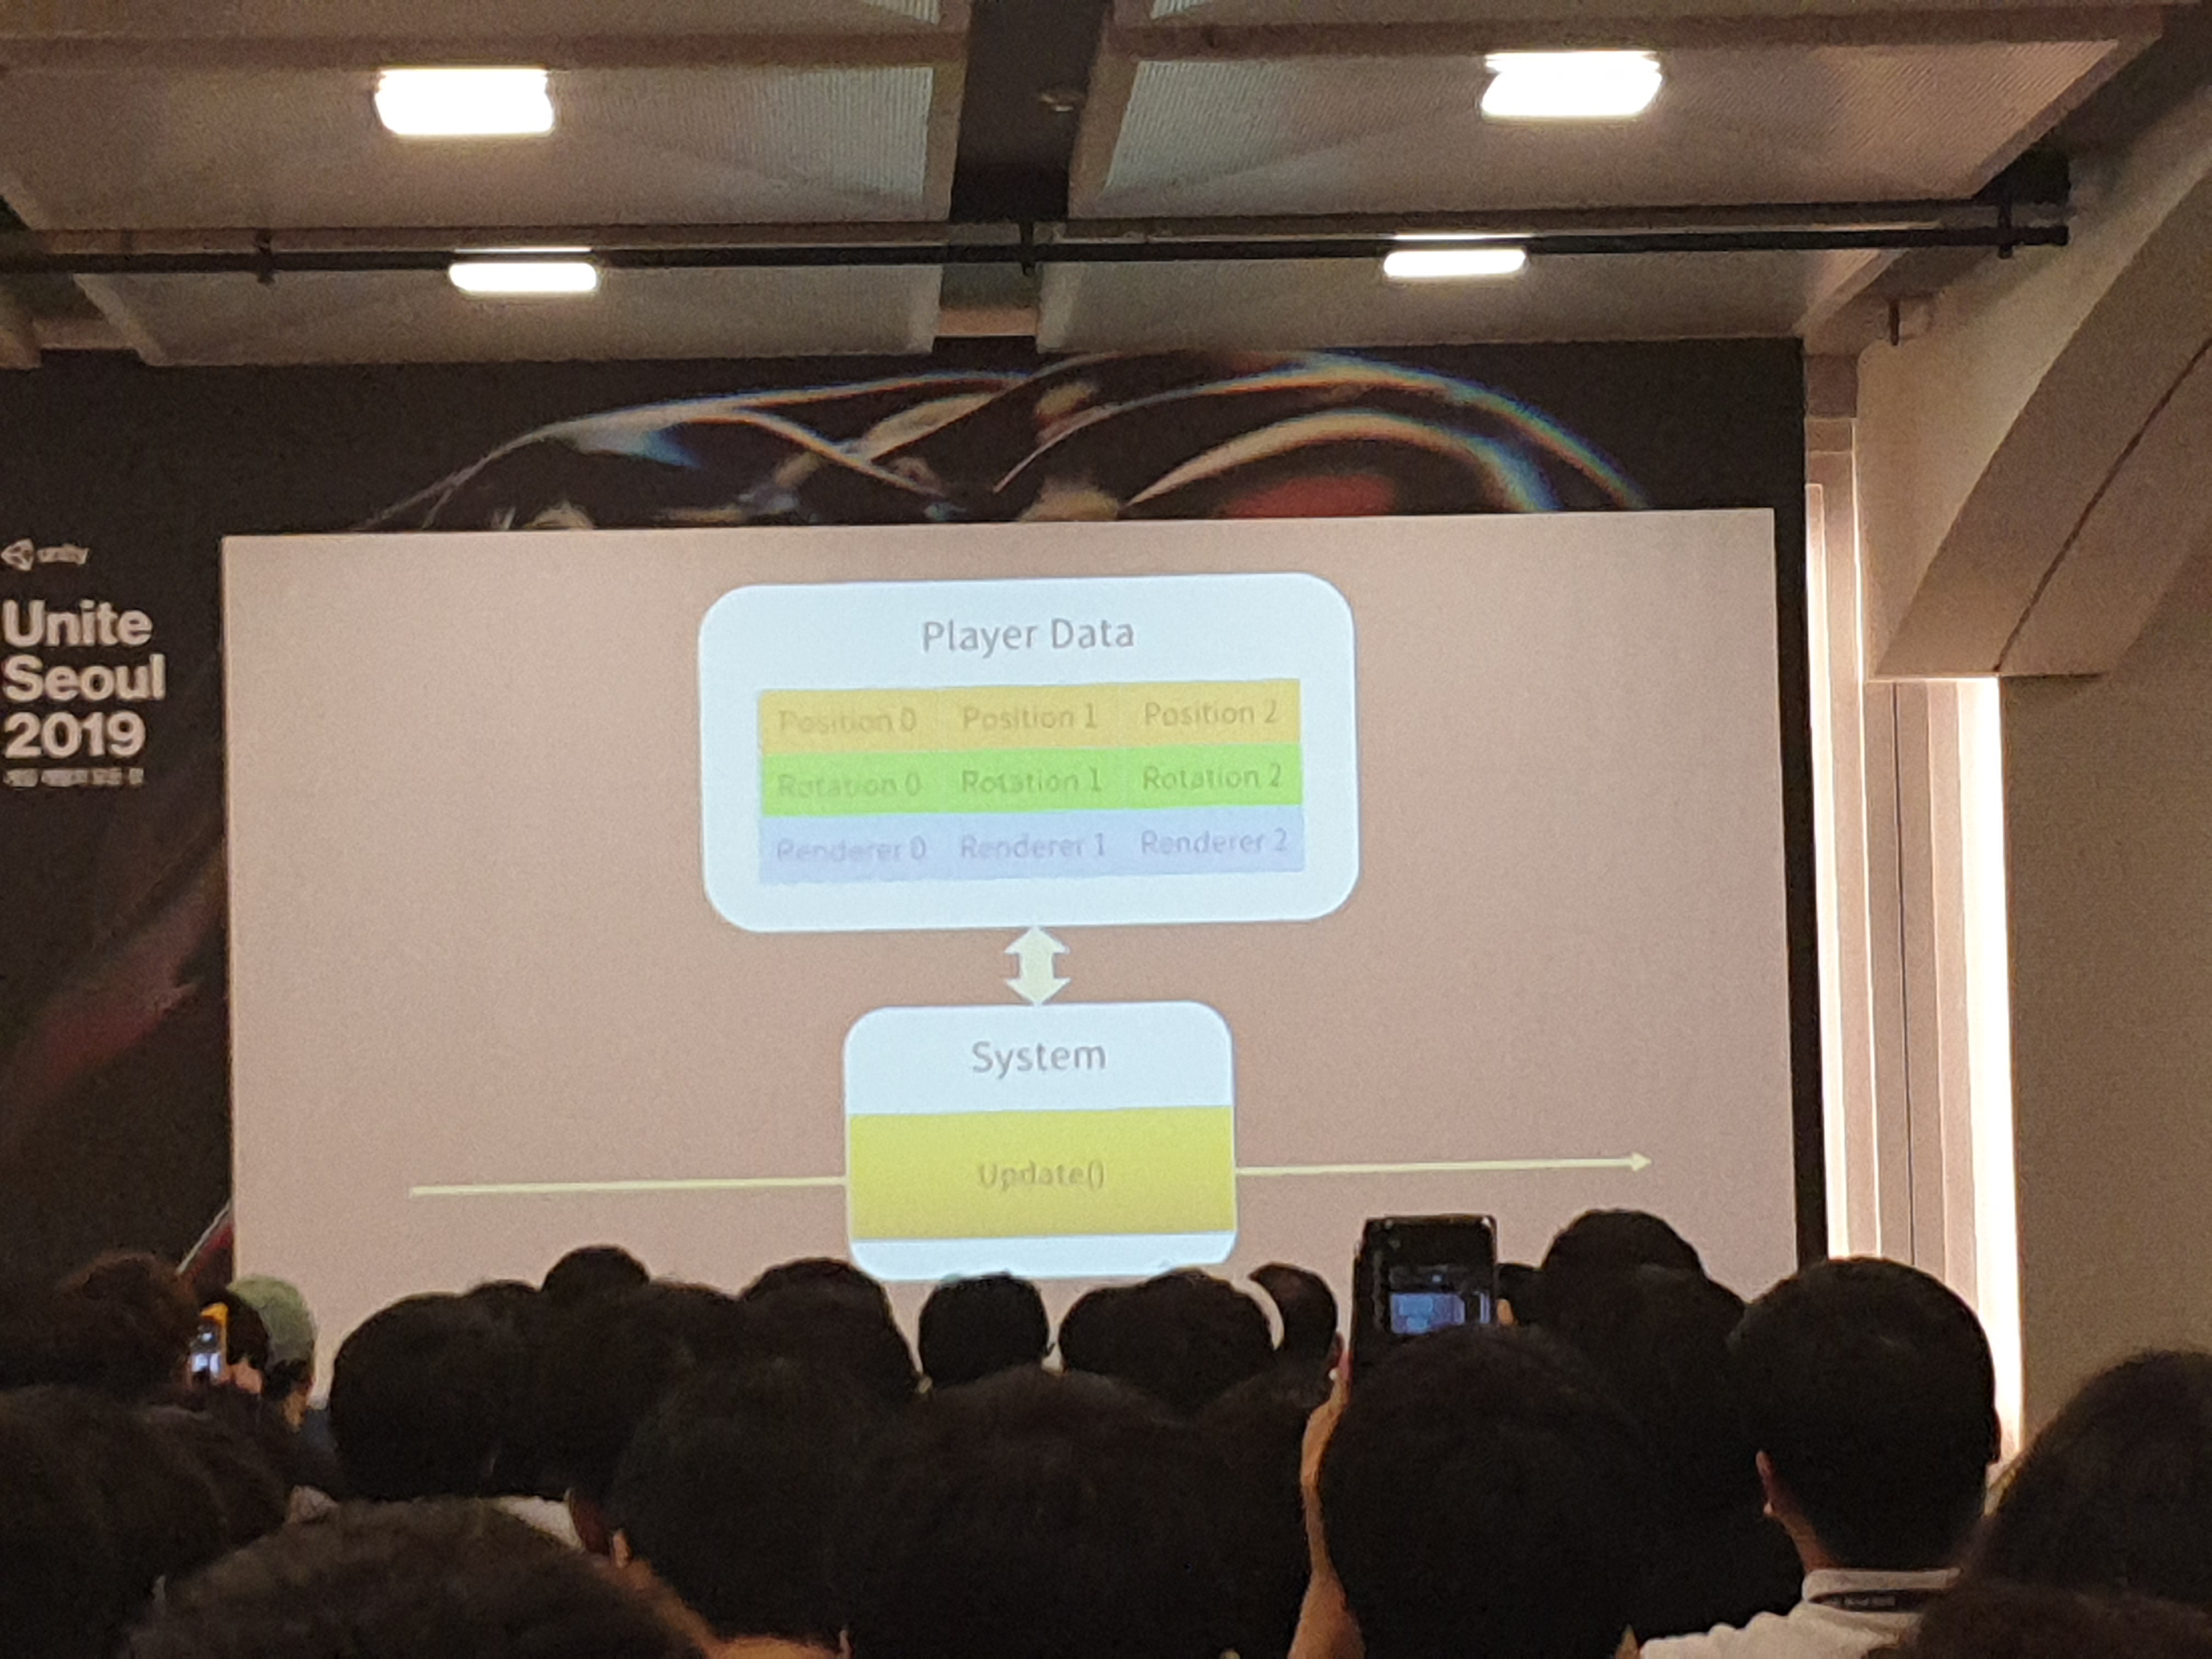 unity
Unite
Seoul
2019
Player Data
Position 0 Position 1 Position 2
Rotation 0 Rotation 1 Rotation 2
Renderer 0 Renderer 1 Renderer 2
System
Update()